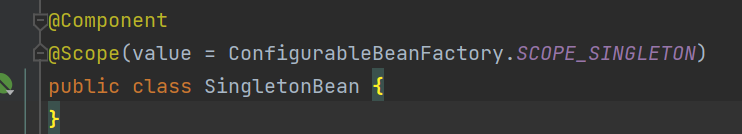 @Component
@Scope(value = ConfigurableBeanFactory.SCOPE_SINGLETON)
public class SingletonBean {
}